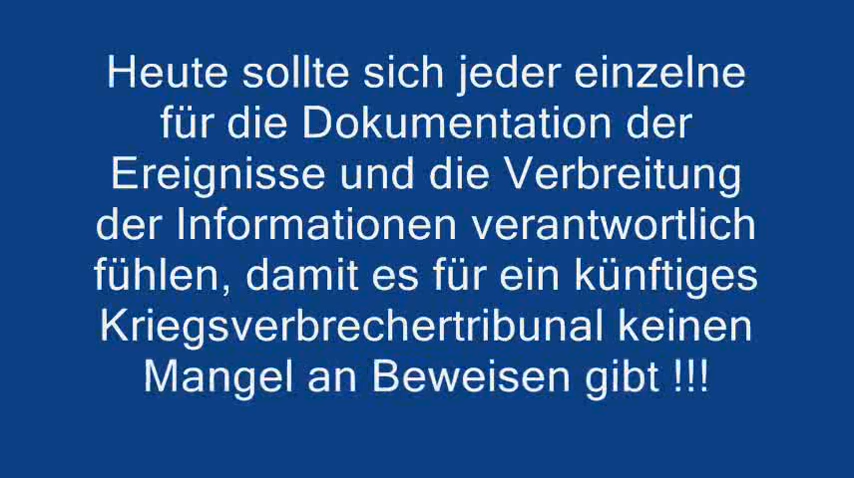 Heute sollte sich jeder einzelne
für die Dokumentation der
Ereignisse und die Verbreitung
der Informationen verantwortlich
fühlen, damit es für ein künftiges
Kriegsverbrechertribunal keinen
Mangel an Beweisen gibt !!!